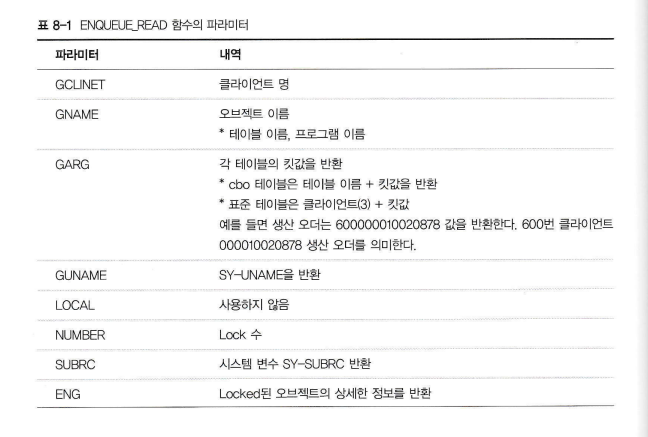 표 8-1 ENQUEUE_READ 함수의 파라미터
파라미터 내역
GCLINET 클라이언트 명
GNAME 오브젝트 이름
* 테이블 이름, 프로그램 이름
GARG 각 테이블의 킷값을 반환
* cbo 테이블은 테이블 이름 + 킷값을 반환
* 표준 테이블은 클라이언트(3) + 킷값
예를 들면 생산 오더는 600000010020878 값을 반환한다. 600번 클라이언트
000010020878 생산 오더를 의미한다.
GUNAME SY-UNAME을 반환
LOCAL 사용하지 않음
NUMBER Lock 수
SUBRC 시스템 변수 SY-SUBRC 반환
ENG Locked된 오브젝트의 상세한 정보를 반환